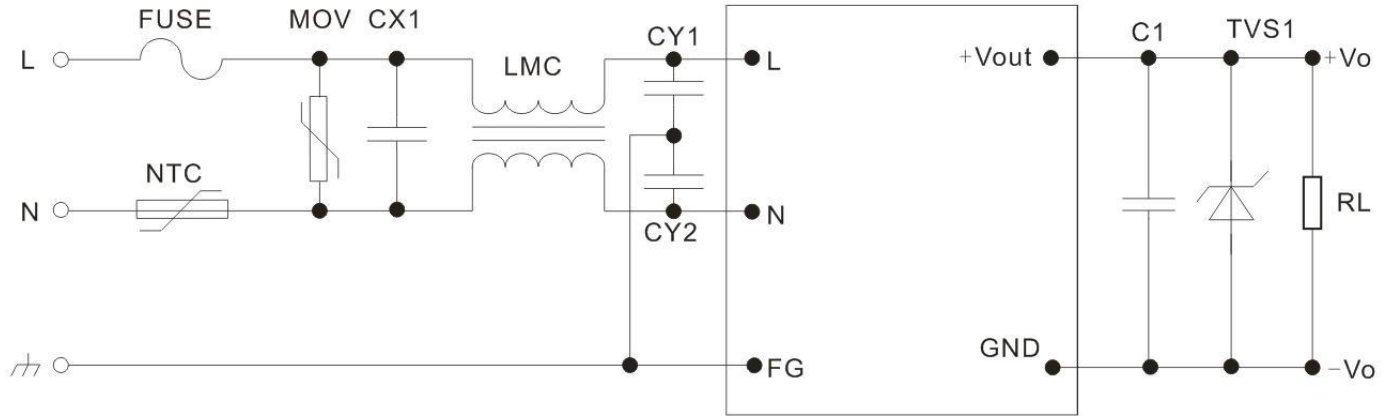 FUSE
MOV
CX1
LMC
CY1
L
L
+Vout
C1
TVS1
+Vo
NTC
N
CY2
N
RL
FG
GND
−Vo